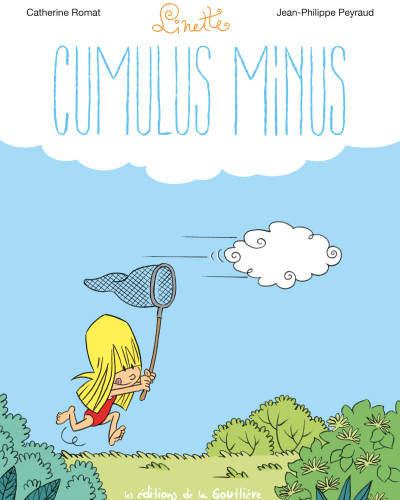 Catherine Romat
Jean-Philippe Peyraud
Linette
CUMULUS MINUS
les éditions de la Gouttière